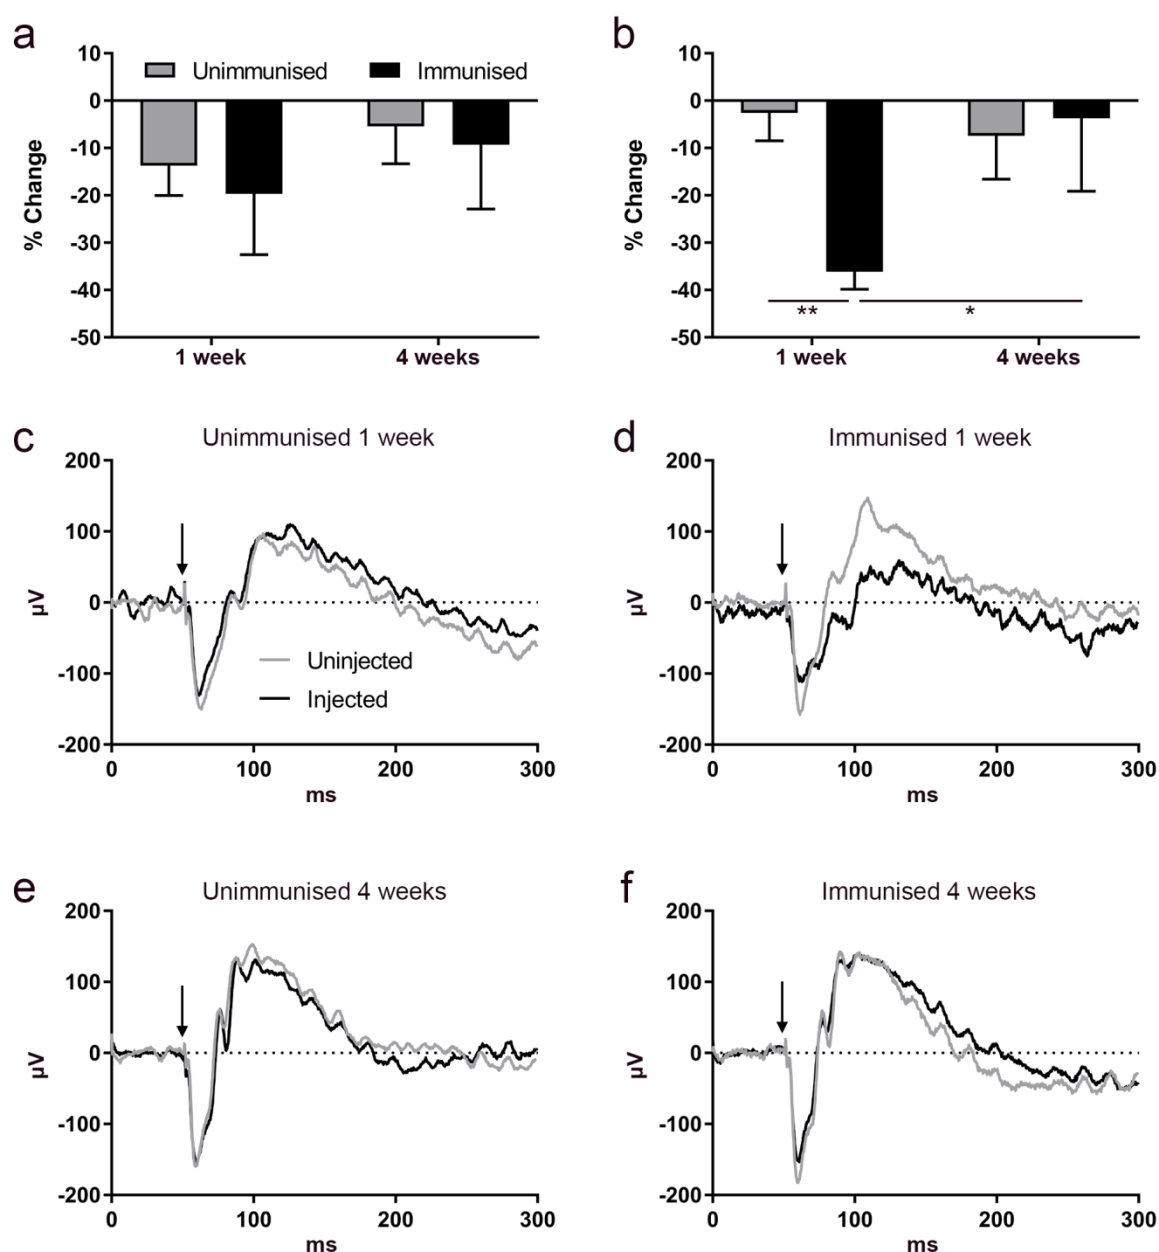 a
10
0
-10
-20
-30
-40
-50
% Change
Unimmunised
Immunised
1 week
4 weeks
b
10
0
-10
-20
-30
-40
-50
% Change
**
*
1 week
4 weeks
c
Unimmunised 1 week
200
100
0
-100
-200
µV
Uninjected
Injected
0
100
200
300
ms
d
Immunised 1 week
200
100
0
-100
-200
µV
0
100
200
300
ms
e
Unimmunised 4 weeks
200
100
0
-100
-200
µV
0
100
200
300
ms
f
Immunised 4 weeks
200
100
0
-100
-200
µV
0
100
200
300
ms